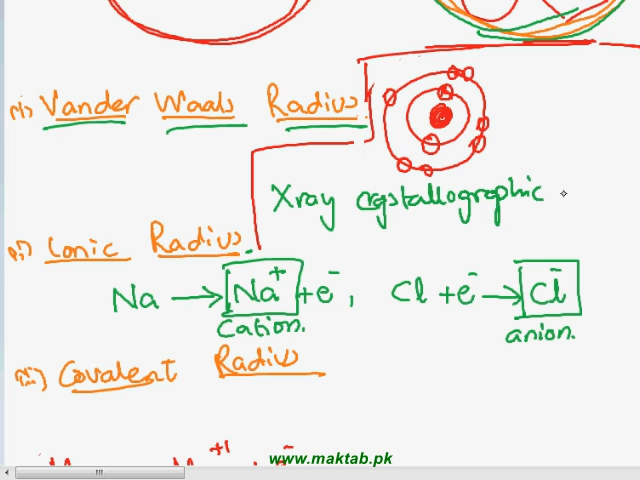 i) Vander Waals Radius
Xray crystallographic
ii) Ionic Radius
Na → Na⁺ + e⁻, Cl + e⁻ → Cl⁻
Cation. anion.
iii) Covalent Radius
www.maktab.pk